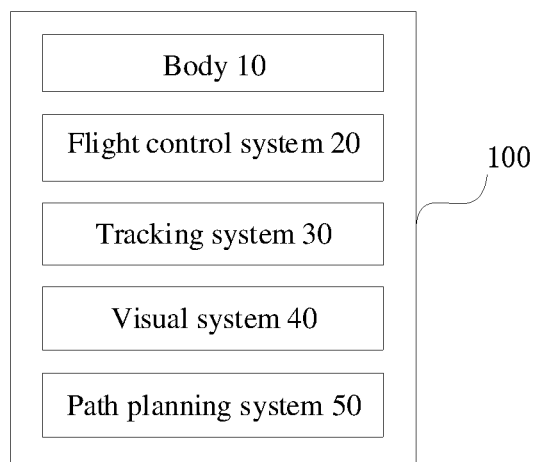 Body 10
Flight control system 20
100
Tracking system 30
Visual system 40
Path planning system 50